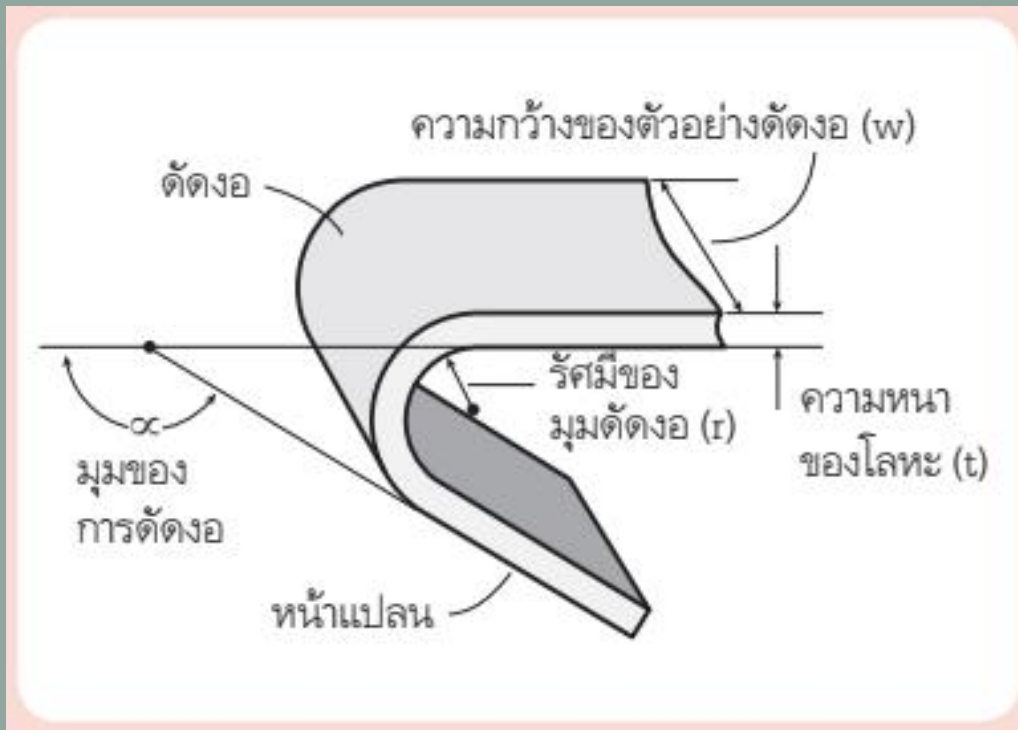 ความกว้างของตัวอย่างดัดงอ (w)
ดัดงอ
รัศมีของ
มุมดัดงอ (r)
ความหนา
ของโลหะ (t)
∝
มุมของ
การดัดงอ
หน้าแปลน